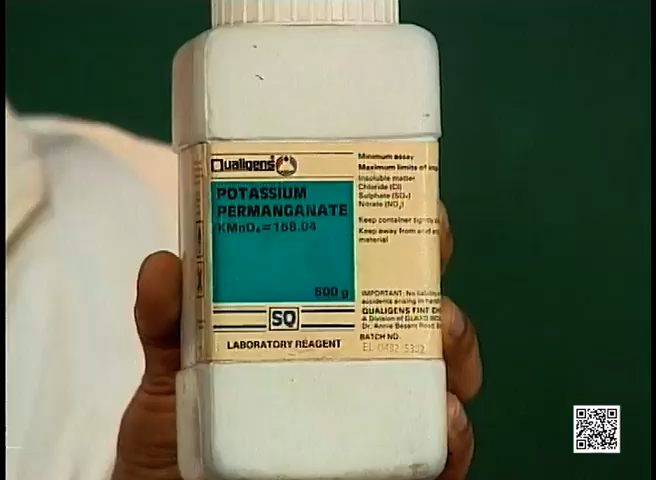 Qualigens
POTASSIUM
PERMANGANATE
KMnO₄=158.04
500 g
SQ
LABORATORY REAGENT
Minimum assay
Maximum limits of
Insoluble matter
Chloride (Cl)
Sulphate (SO₄)
Nitrate (NO₃)
Keep container tightly
Keep away from
material
IMPORTANT: No
accidents arising in
QUALIGENS FINE
A Division of GLAXO
Dr. Annie Besant Road
BATCH NO.